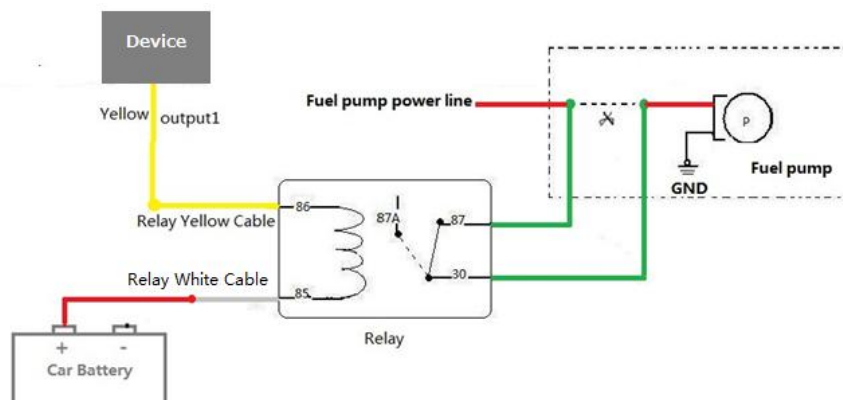 Device
Yellow output1
Fuel pump power line
P
Fuel pump
GND
Relay Yellow Cable
86
87A
87
Relay White Cable
85
30
Relay
+ -
Car Battery